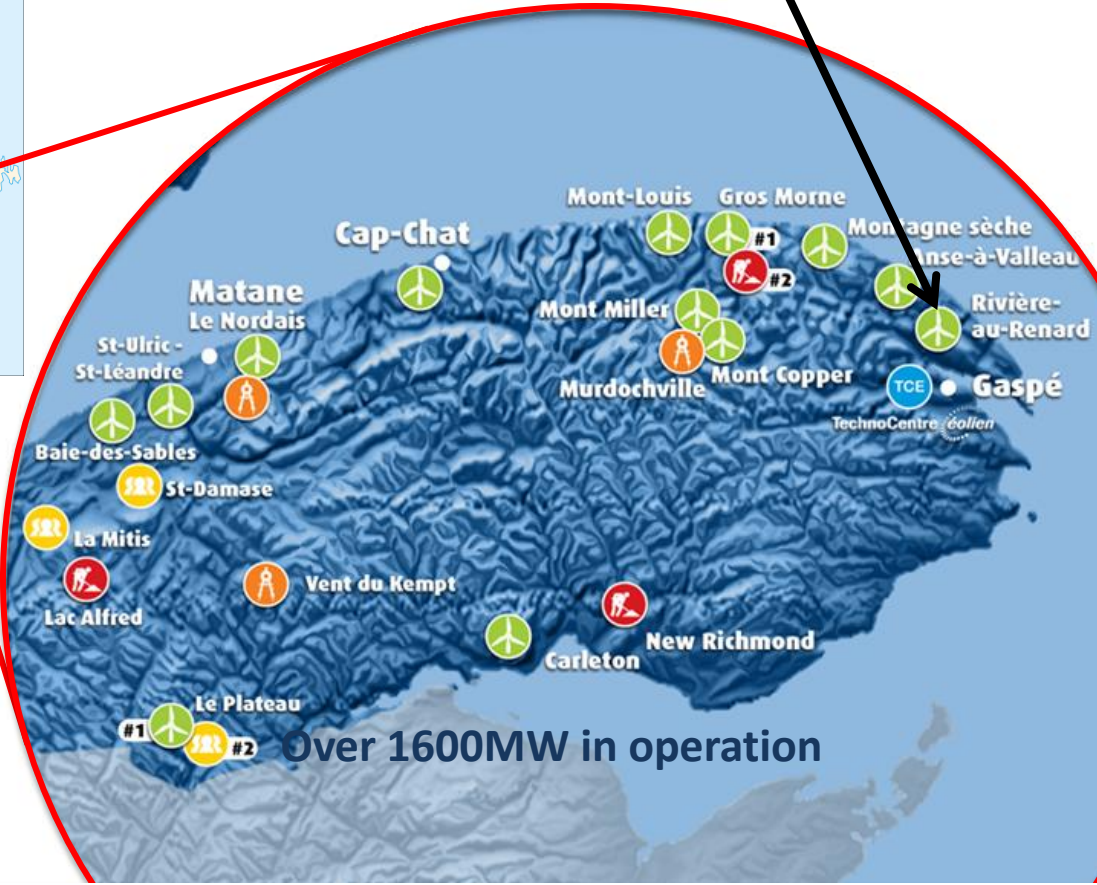 Mont-Louis
Gros Morne
#1
#2
Montagne sèche
Anse-à-Valleau
Rivière-
au-Renard
Cap-Chat
Matane
Le Nordais
St-Ulric -
St-Léandre
Baie-des-Sables
Mont Miller
Murdochville
Mont Copper
TCE
Gaspé
TechnoCentre éolien
St-Damase
La Mitis
Lac Alfred
Vent du Kempt
New Richmond
Carleton
Le Plateau
#1
#2
Over 1600MW in operation